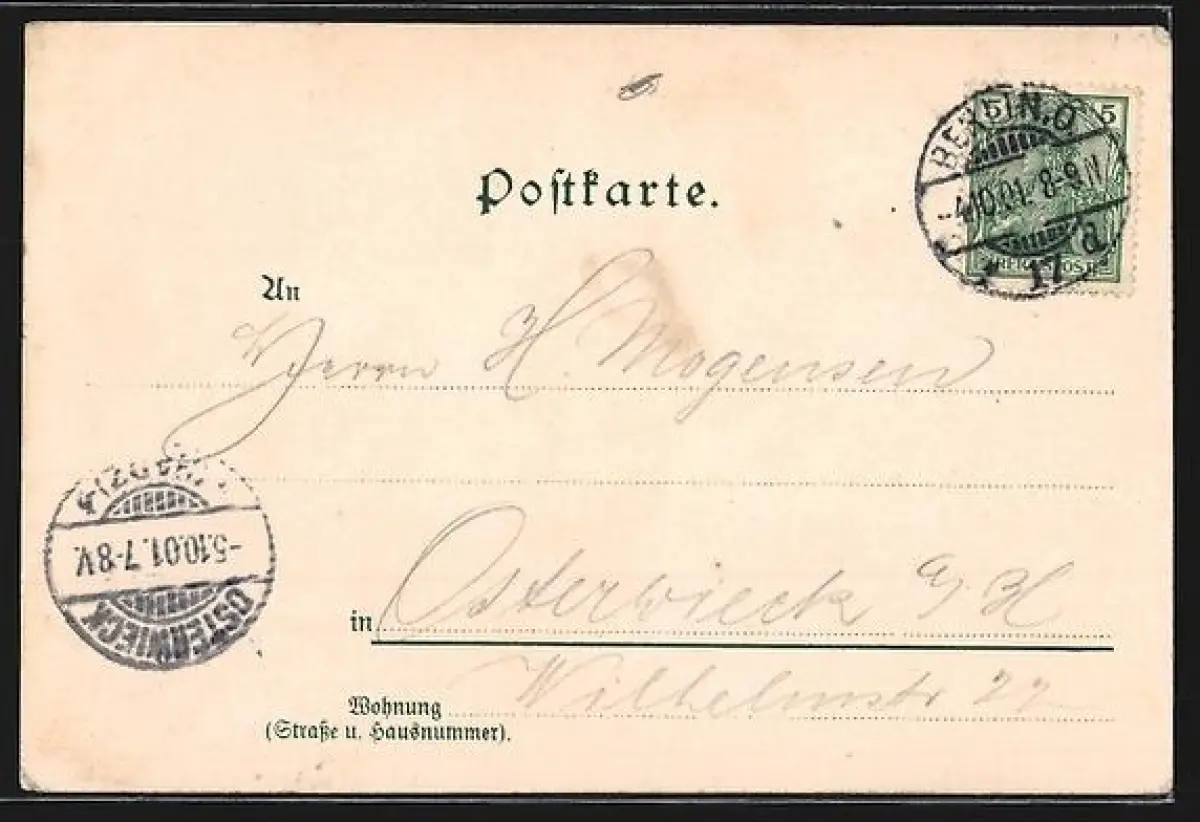 5 5
BERLIN.O
4.10.01. 8-9 N
* 17 a
Postkarte.
An
Herrn H. Mogensen
-5.10.01. 7-8 V.
OSTERWIECK
in Osterwieck a/H
Wohnung Wilhelmstr 27
(Straße u. Hausnummer).